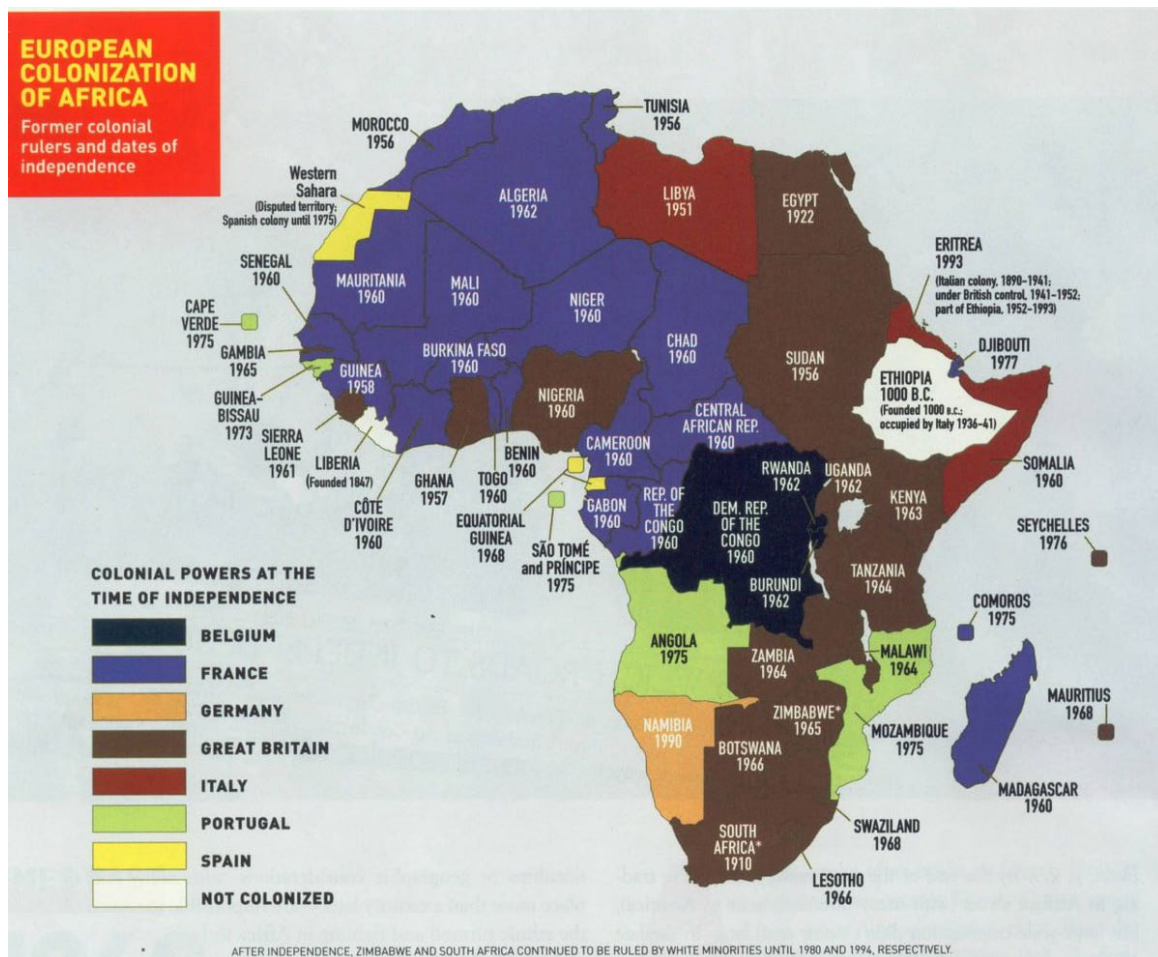 EUROPEAN
COLONIZATION
OF AFRICA
Former colonial
rulers and dates of
independence
MOROCCO
1956
TUNISIA
1956
Western
Sahara
(Disputed territory;
Spanish colony until 1975)
ALGERIA
1962
LIBYA
1951
EGYPT
1922
SENEGAL
1960
MAURITANIA
1960
MALI
1960
NIGER
1960
CHAD
1960
SUDAN
1956
ERITREA
1993
(Italian colony, 1890–1941;
under British control, 1941–1952;
part of Ethiopia, 1952–1993)
CAPE
VERDE
1975
GAMBIA
1965
GUINEA-
BISSAU
1973
GUINEA
1958
BURKINA FASO
1960
NIGERIA
1960
DJIBOUTI
1977
ETHIOPIA
1000 B.C.
(Founded 1000 B.C.;
occupied by Italy 1936–41)
SIERRA
LEONE
1961
LIBERIA
(Founded 1847)
CÔTE
D'IVOIRE
1960
GHANA
1957
TOGO
1960
BENIN
1960
CAMEROON
1960
CENTRAL
AFRICAN REP.
1960
EQUATORIAL
GUINEA
1968
SÃO TOMÉ
and PRÍNCIPE
1975
GABON
1960
REP. OF
THE
CONGO
1960
DEM. REP.
OF THE
CONGO
1960
RWANDA
1962
UGANDA
1962
KENYA
1963
SOMALIA
1960
SEYCHELLES
1976
BURUNDI
1962
TANZANIA
1964
COMOROS
1975
ANGOLA
1975
ZAMBIA
1964
MALAWI
1964
MAURITIUS
1968
NAMIBIA
1990
BOTSWANA
1966
ZIMBABWE*
1965
MOZAMBIQUE
1975
MADAGASCAR
1960
SOUTH
AFRICA*
1910
SWAZILAND
1968
LESOTHO
1966
COLONIAL POWERS AT THE
TIME OF INDEPENDENCE
BELGIUM
FRANCE
GERMANY
GREAT BRITAIN
ITALY
PORTUGAL
SPAIN
NOT COLONIZED
* AFTER INDEPENDENCE, ZIMBABWE AND SOUTH AFRICA CONTINUED TO BE RULED BY WHITE MINORITIES UNTIL 1980 AND 1994, RESPECTIVELY.